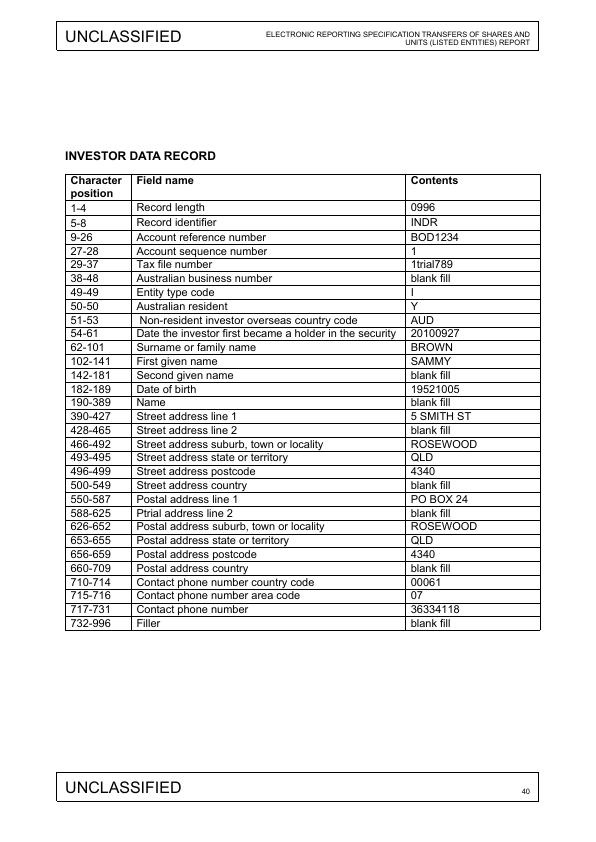 UNCLASSIFIED
ELECTRONIC REPORTING SPECIFICATION TRANSFERS OF SHARES AND
UNITS (LISTED ENTITIES) REPORT
INVESTOR DATA RECORD
Character position Field name Contents
1-4 Record length 0996
5-8 Record identifier INDR
9-26 Account reference number BOD1234
27-28 Account sequence number 1
29-37 Tax file number 1trial789
38-48 Australian business number blank fill
49-49 Entity type code I
50-50 Australian resident Y
51-53 Non-resident investor overseas country code AUD
54-61 Date the investor first became a holder in the security 20100927
62-101 Surname or family name BROWN
102-141 First given name SAMMY
142-181 Second given name blank fill
182-189 Date of birth 19521005
190-389 Name blank fill
390-427 Street address line 1 5 SMITH ST
428-465 Street address line 2 blank fill
466-492 Street address suburb, town or locality ROSEWOOD
493-495 Street address state or territory QLD
496-499 Street address postcode 4340
500-549 Street address country blank fill
550-587 Postal address line 1 PO BOX 24
588-625 Ptrial address line 2 blank fill
626-652 Postal address suburb, town or locality ROSEWOOD
653-655 Postal address state or territory QLD
656-659 Postal address postcode 4340
660-709 Postal address country blank fill
710-714 Contact phone number country code 00061
715-716 Contact phone number area code 07
717-731 Contact phone number 36334118
732-996 Filler blank fill
UNCLASSIFIED
40